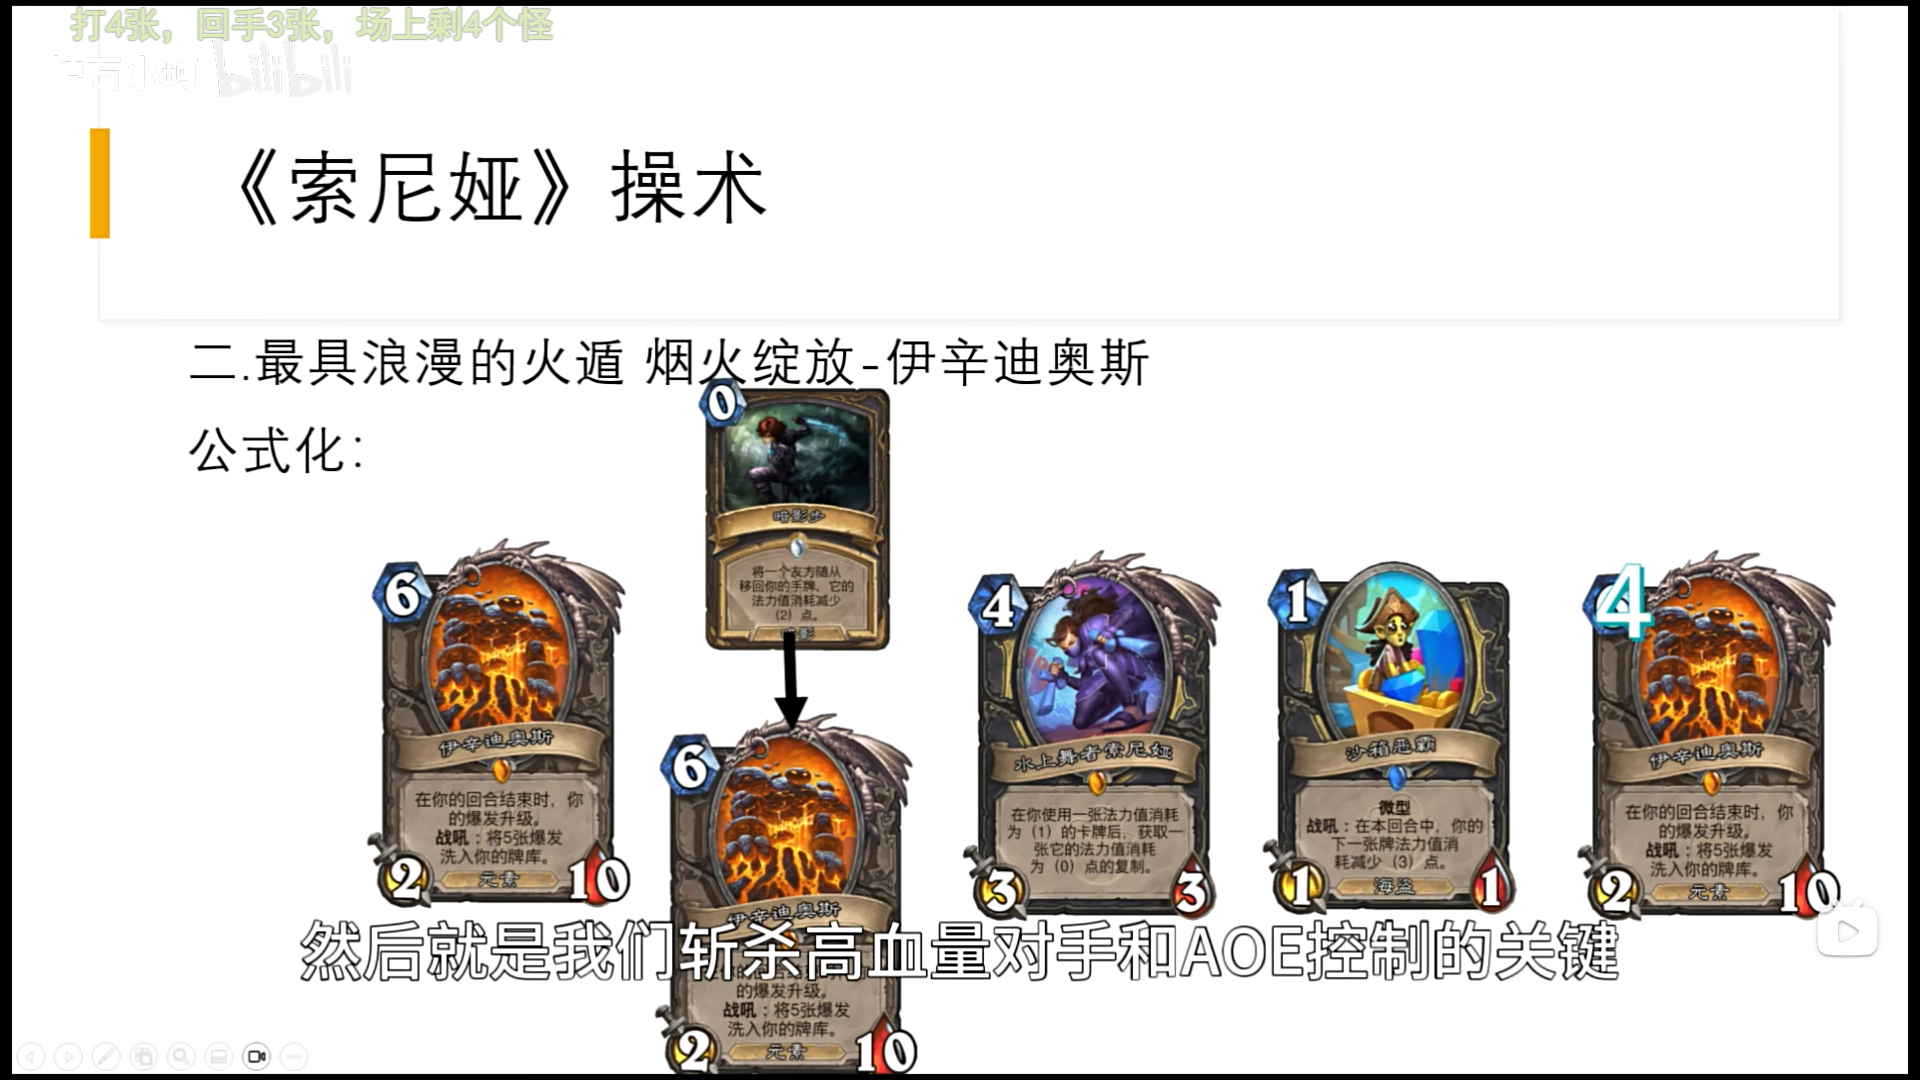 打4张，回手3张，场上剩4个怪
bilibili
《索尼娅》操术
二.最具浪漫的火遁 烟火绽放-伊辛迪奥斯
公式化：
0
暗影步
将一个友方随从
移回你的手牌，它的
法力值消耗减少
（2）点。
6
伊辛迪奥斯
在你的回合结束时，你
的爆发升级。
战吼：将5张爆发
洗入你的牌库。
元素
2
10
6
伊辛迪奥斯
的爆发升级。
战吼：将5张爆发
洗入你的牌库。
元素
2
10
4
水上舞者索尼娅
在你使用一张法力值消耗
为（1）的卡牌后，获取一
张它的法力值消耗
为（0）点的复制。
3
3
1
沙箱恶霸
微型
战吼：在本回合中，你的
下一张牌法力值消
耗减少（3）点。
海盗
1
1
4
伊辛迪奥斯
在你的回合结束时，你
的爆发升级。
战吼：将5张爆发
洗入你的牌库。
元素
2
10
然后就是我们斩杀高血量对手和AOE控制的关键